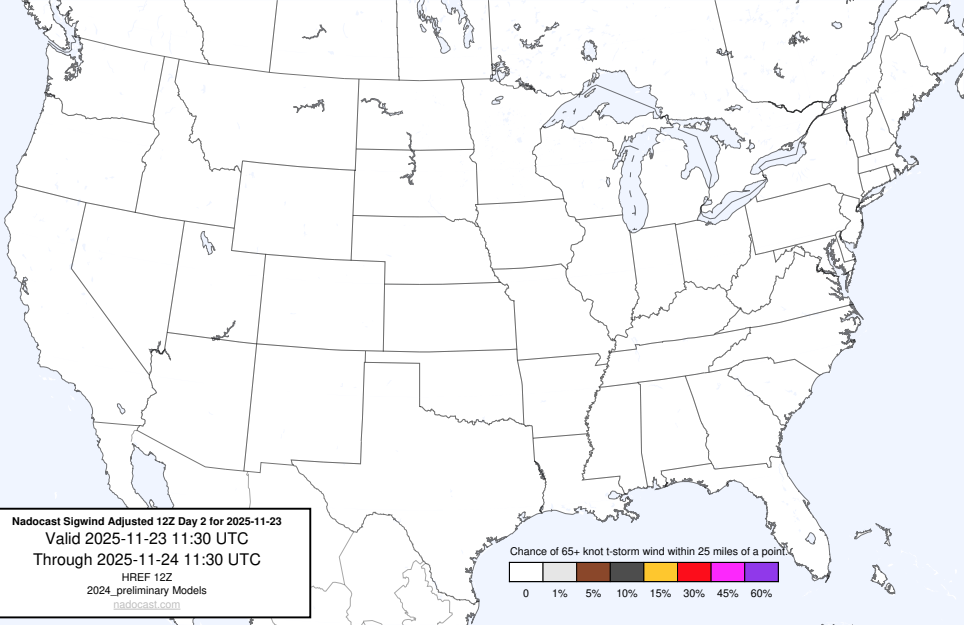 Nadocast Sigwind Adjusted 12Z Day 2 for 2025-11-23
Valid 2025-11-23 11:30 UTC
Through 2025-11-24 11:30 UTC
HREF 12Z
2024_preliminary Models
nadocast.com
Chance of 65+ knot t-storm wind within 25 miles of a point.
0 1% 5% 10% 15% 30% 45% 60%